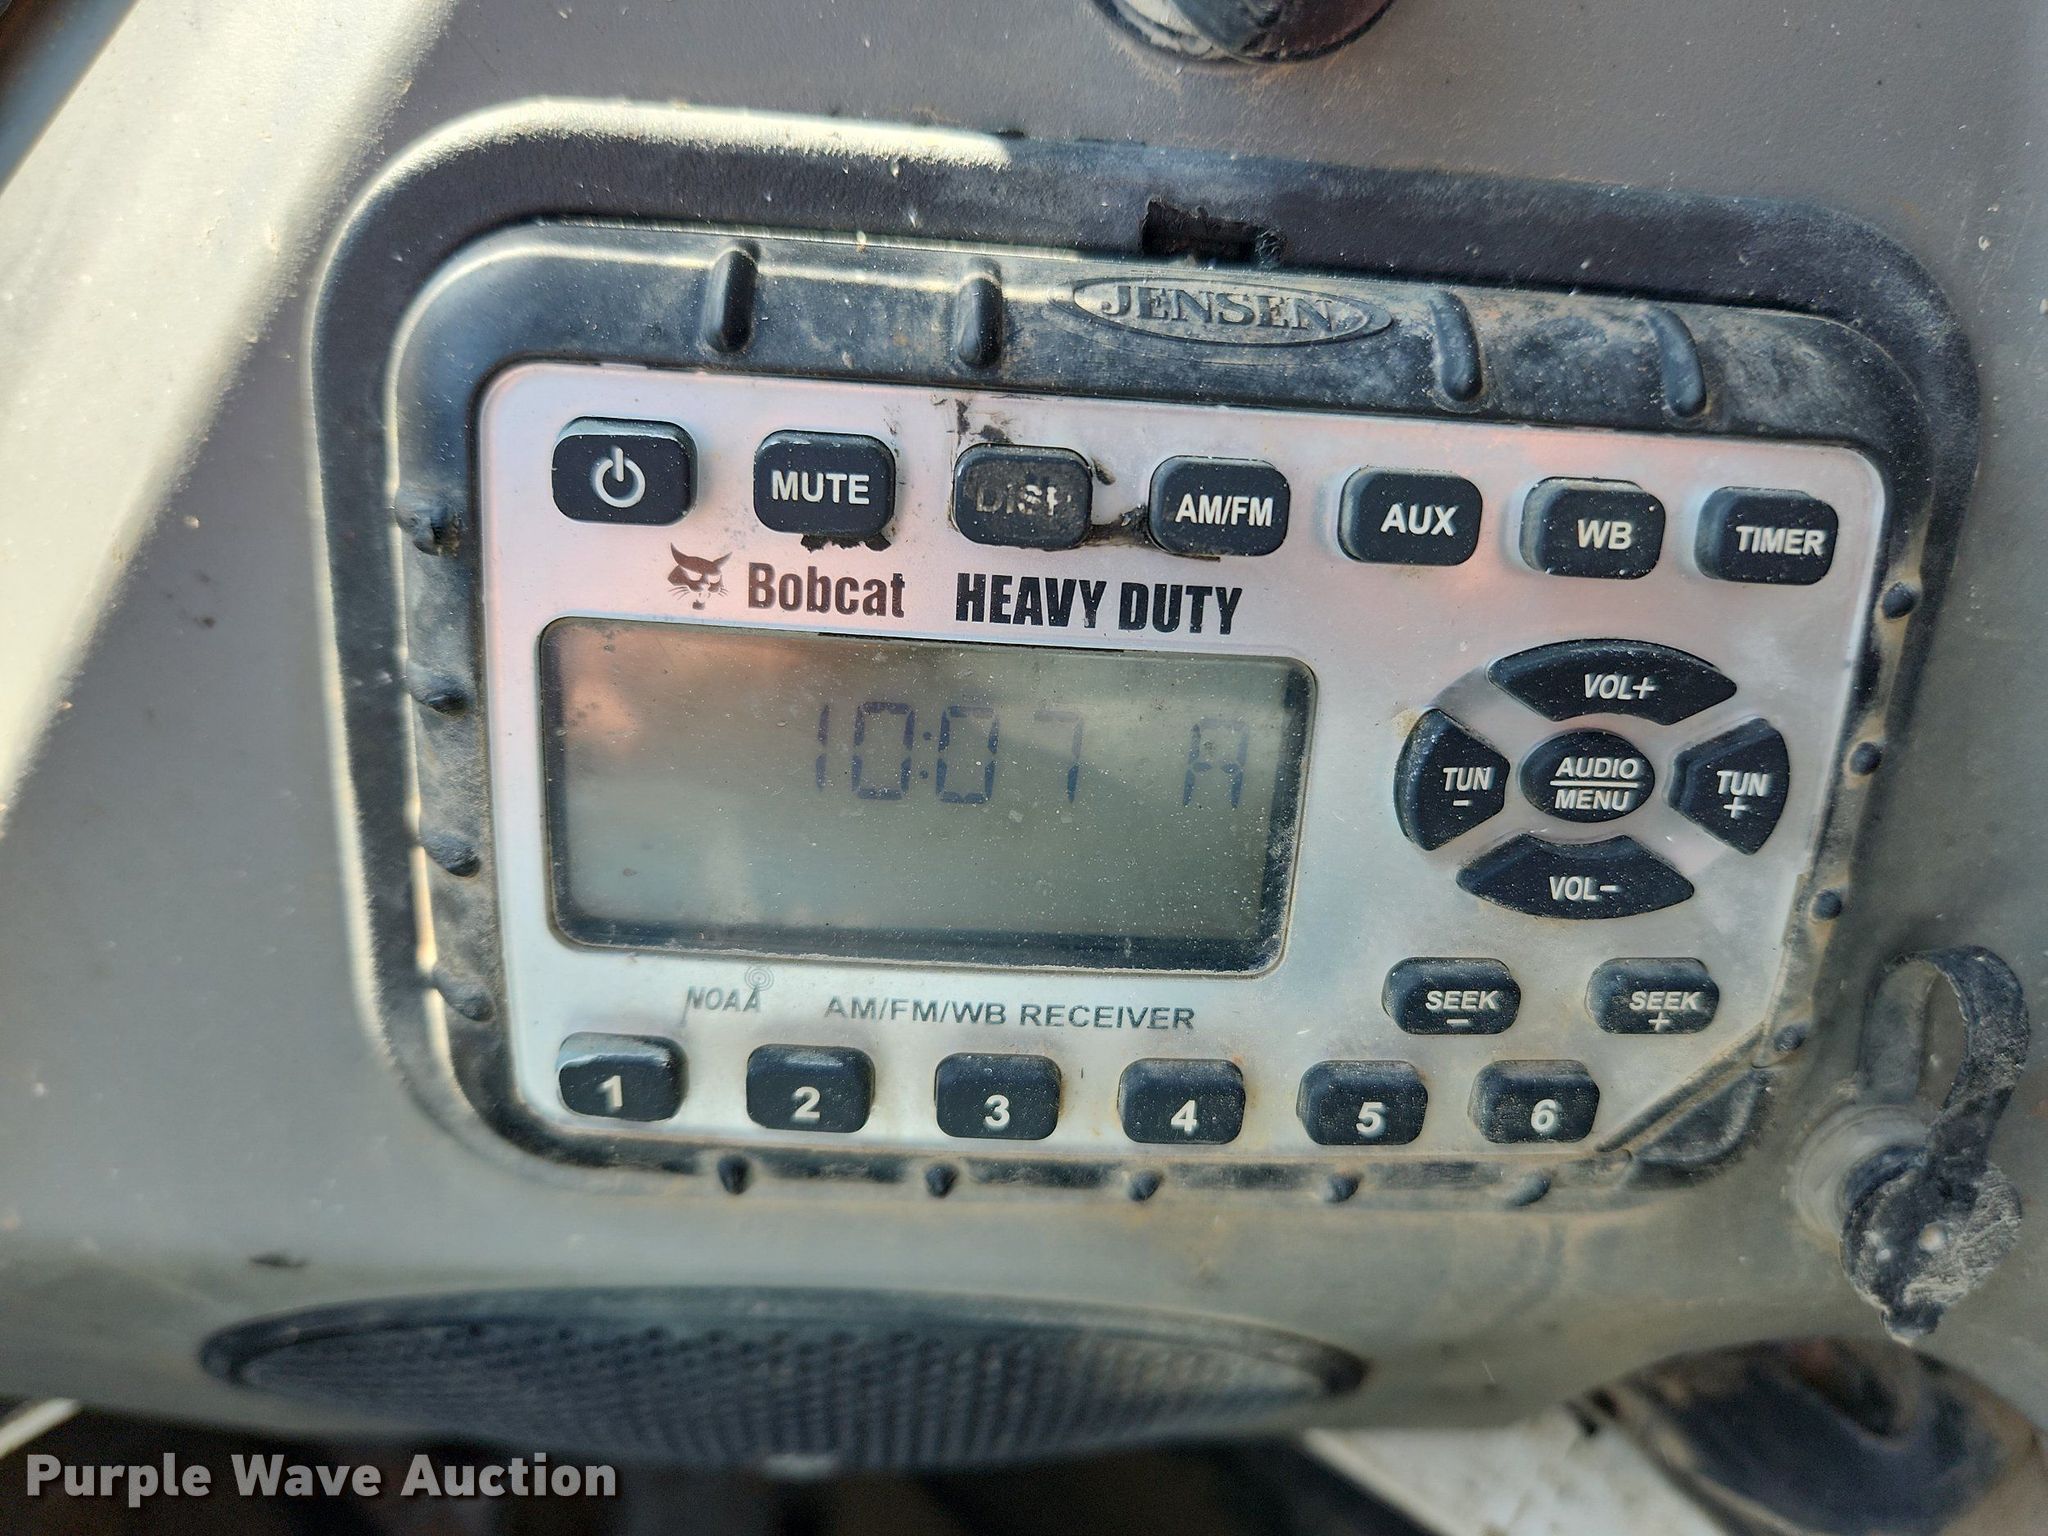 JENSEN
MUTE
DISP
AM/FM
AUX
WB
TIMER
Bobcat HEAVY DUTY
10:07 A
VOL+
TUN
-
AUDIO
MENU
TUN
+
VOL-
NOAA
AM/FM/WB RECEIVER
SEEK
-
SEEK
+
1
2
3
4
5
6
Purple Wave Auction